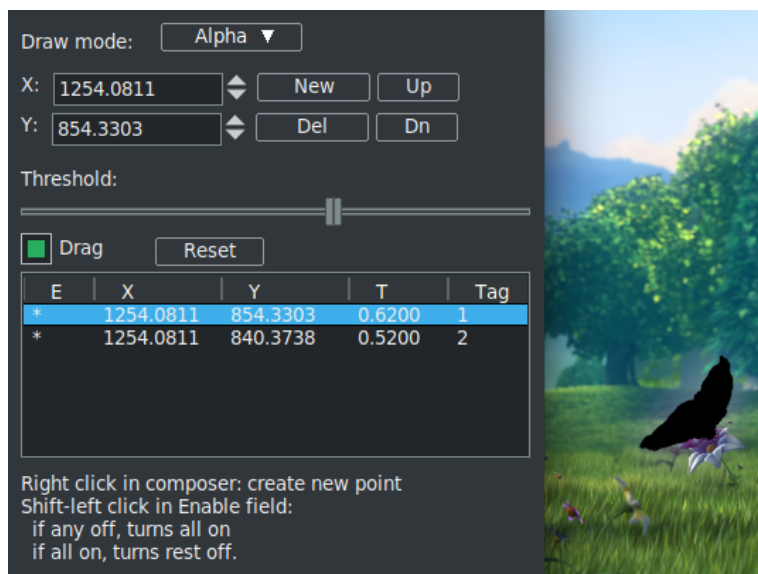 Draw mode: Alpha ▼
X: 1254.0811 New Up
Y: 854.3303 Del Dn
Threshold:
Drag Reset
E X Y T Tag
* 1254.0811 854.3303 0.6200 1
* 1254.0811 840.3738 0.5200 2
Right click in composer: create new point
Shift-left click in Enable field:
if any off, turns all on
if all on, turns rest off.